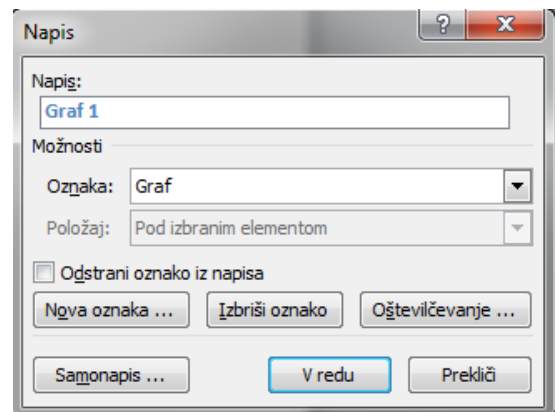 Napis
?
Napis:
Graf 1
Možnosti
Oznaka: Graf
Položaj: Pod izbranim elementom
Odstrani oznako iz napisa
Nova oznaka ... Izbriši oznako Oštevilčevanje ...
Samonapis ... V redu Prekliči